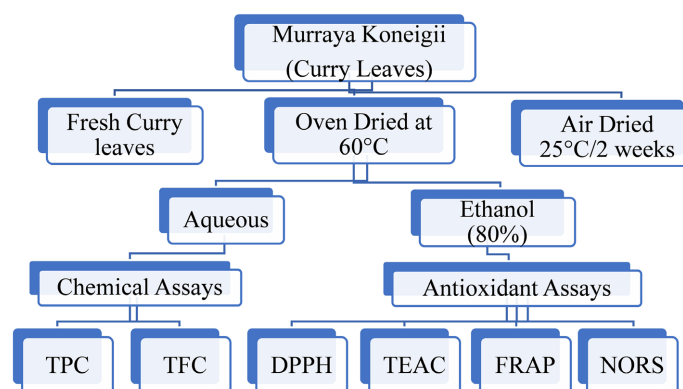 Murraya Koneigii
(Curry Leaves)
Fresh Curry
leaves
Oven Dried at
60°C
Air Dried
25°C/2 weeks
Aqueous
Ethanol
(80%)
Chemical Assays
Antioxidant Assays
TPC
TFC
DPPH
TEAC
FRAP
NORS